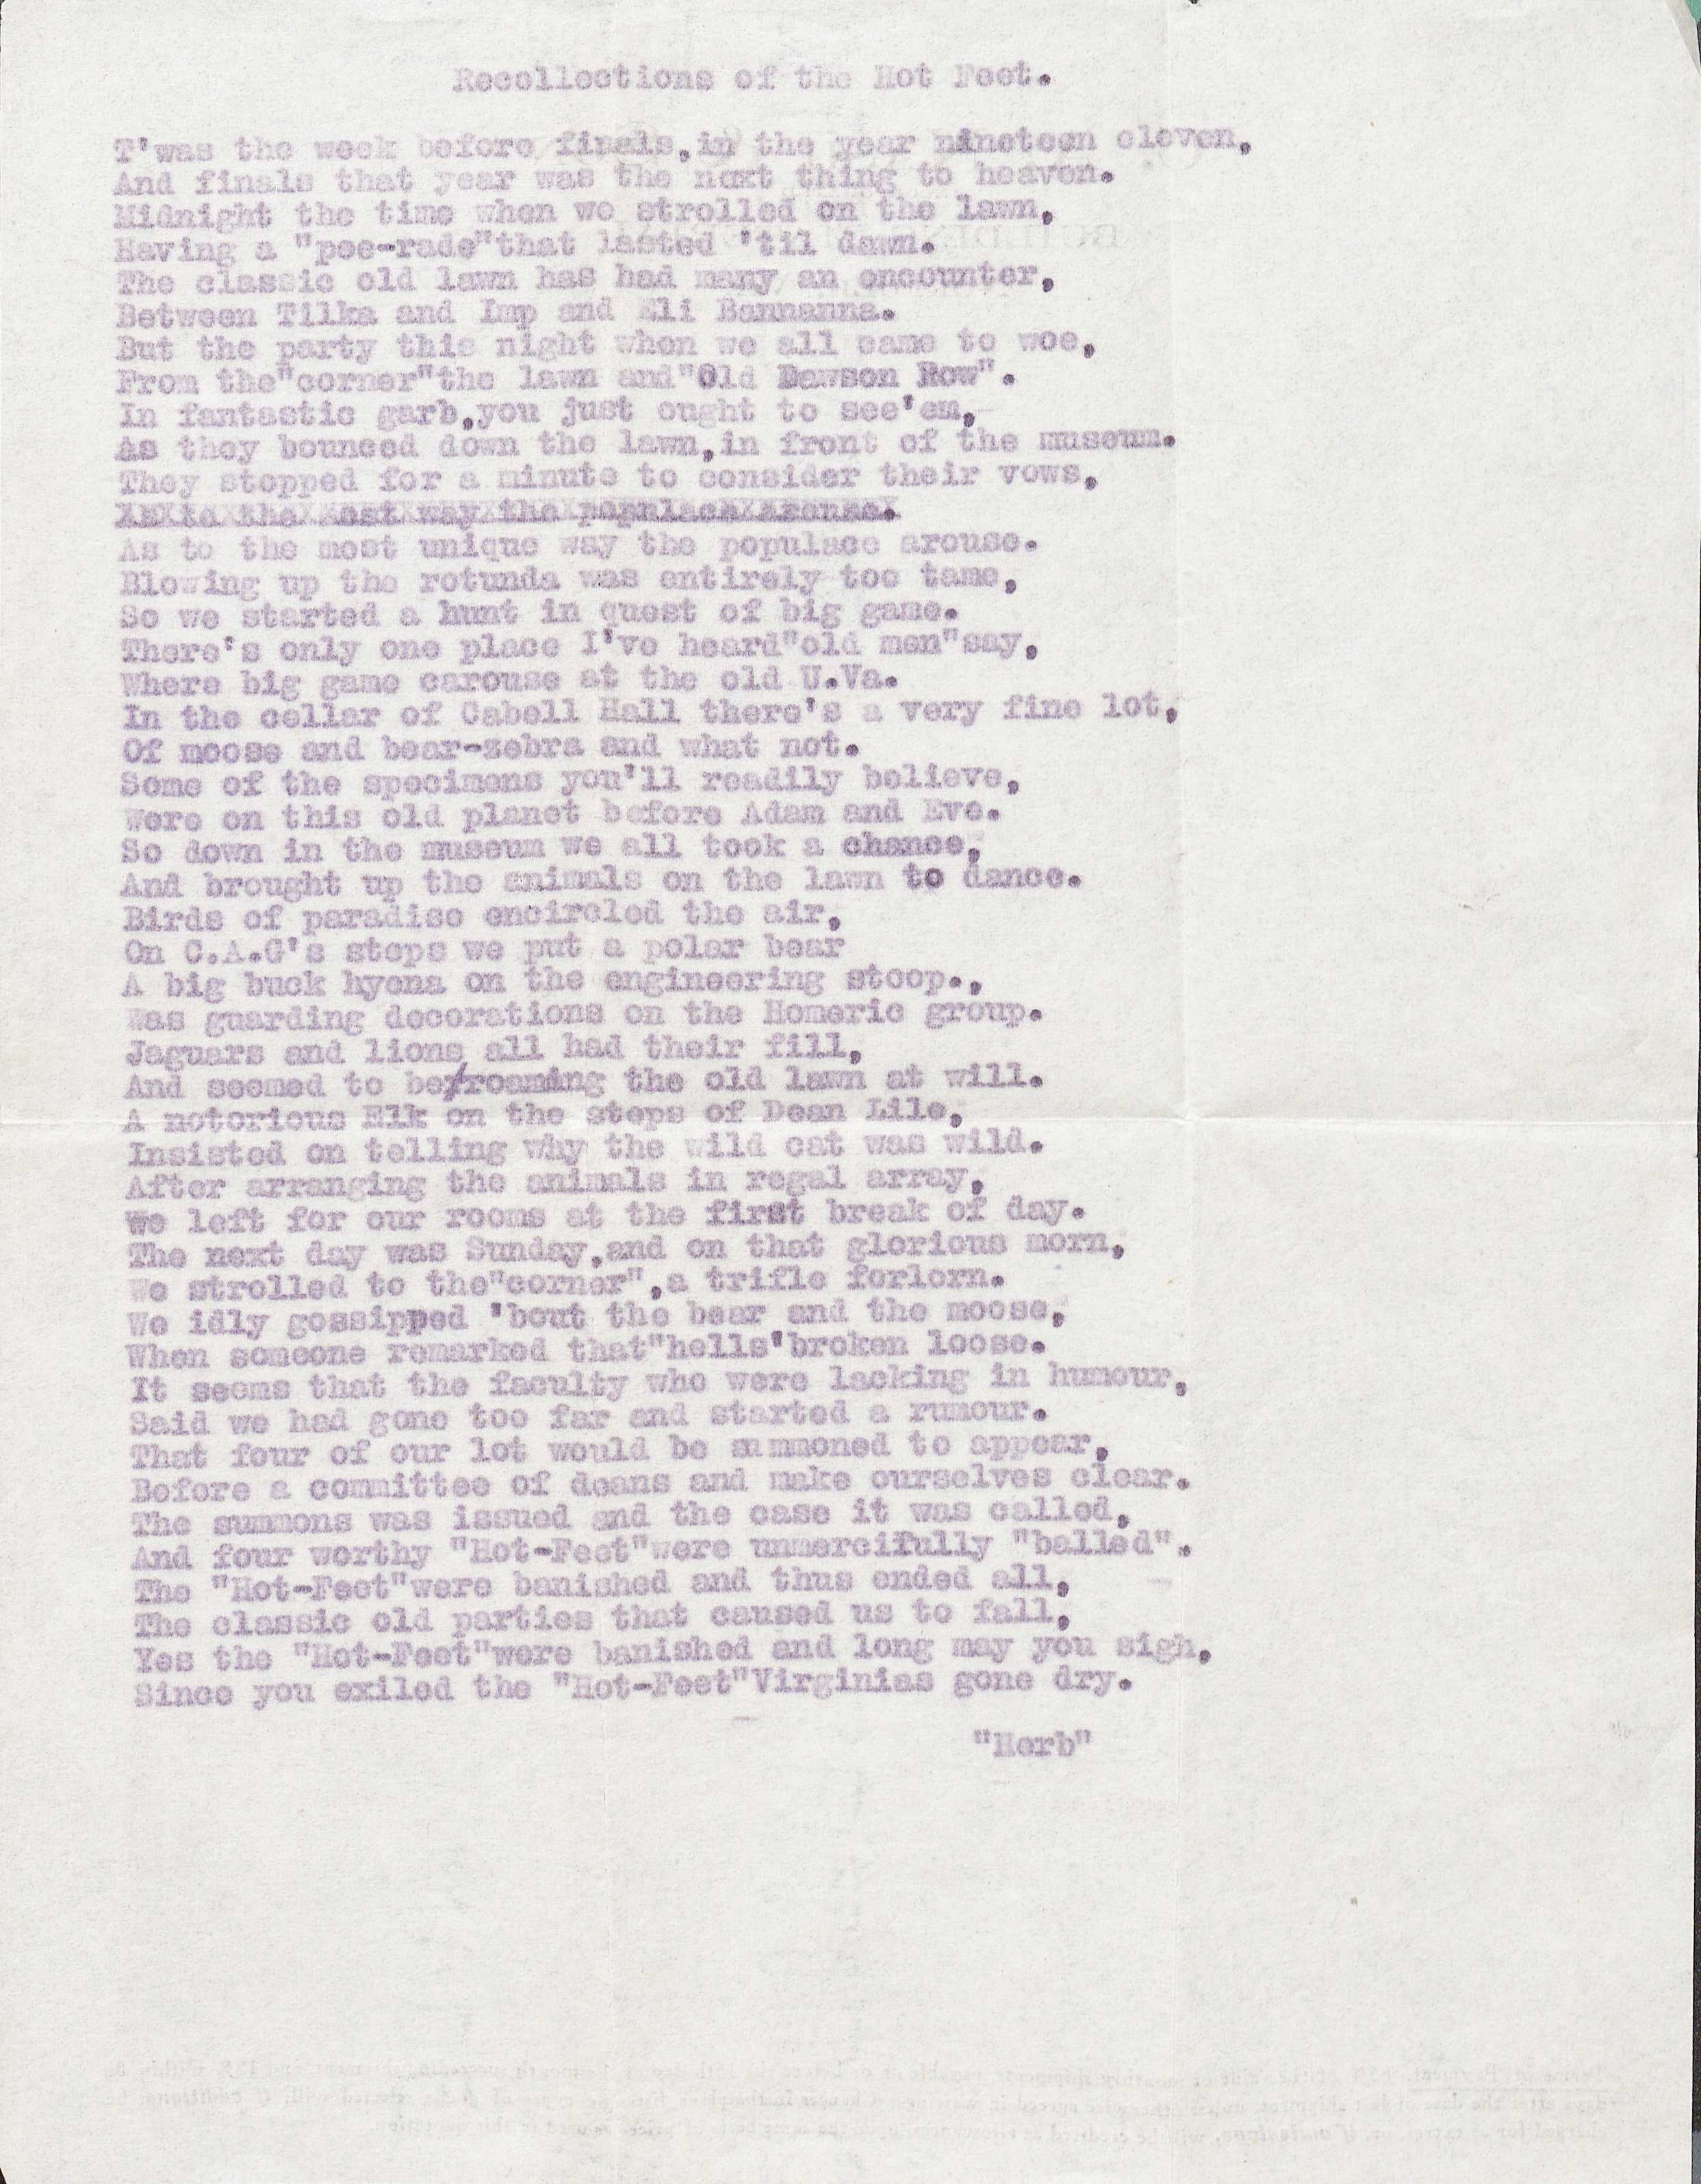 Recollections of the Hot Feet.
T'was the week before finals,in the year nineteen eleven,
And finals that year was the next thing to heaven.
Midnight the time when we strolled on the lawn,
Having a "pee-rade"that lasted 'til dawn.
The classic old lawn has had many an encounter,
Between Tilka and Imp and Eli Bannanna.
But the party this night when we all came to woe,
From the"corner"the lawn and"Old Dawson Row".
In fantastic garb,you just ought to see'em,
As they bounced down the lawn,in front of the museum.
They stopped for a minute to consider their vows,
As to the way the populace arouse.
As to the most unique way the populace arouse.
Blowing up the rotunda was entirely too tame,
So we started a hunt in quest of big game.
There's only one place I've heard"old men"say,
Where big game carouse at the old U.Va.
In the cellar of Cabell Hall there's a very fine lot,
Of moose and bear-zebra and what not.
Some of the specimens you'll readily believe,
Were on this old planet before Adam and Eve.
So down in the museum we all took a chance,
And brought up the animals on the lawn to dance.
Birds of paradise encircled the air,
On C.A.G's steps we put a polar bear
A big buck hyena on the engineering stoop.,
Was guarding decorations on the Homeric group.
Jaguars and lions all had their fill,
And seemed to be/roaming the old lawn at will.
A notorious Elk on the steps of Dean Lile,
Insisted on telling why the wild cat was wild.
After arranging the animals in regal array,
We left for our rooms at the first break of day.
The next day was Sunday,and on that glorious morn,
We strolled to the"corner",a trifle forlorn.
We idly gossipped 'bout the bear and the moose,
When someone remarked that"hells'broken loose.
It seems that the faculty who were lacking in humour,
Said we had gone too far and started a rumour.
That four of our lot would be summoned to appear,
Before a committee of deans and make ourselves clear.
The summons was issued and the case it was called,
And four worthy "Hot-Feet"were unmercifully "balled".
The "Hot-Feet"were banished and thus ended all,
The classic old parties that caused us to fall,
Yes the "Hot-Feet"were banished and long may you sigh,
Since you exiled the "Hot-Feet"Virginias gone dry.
"Herb"